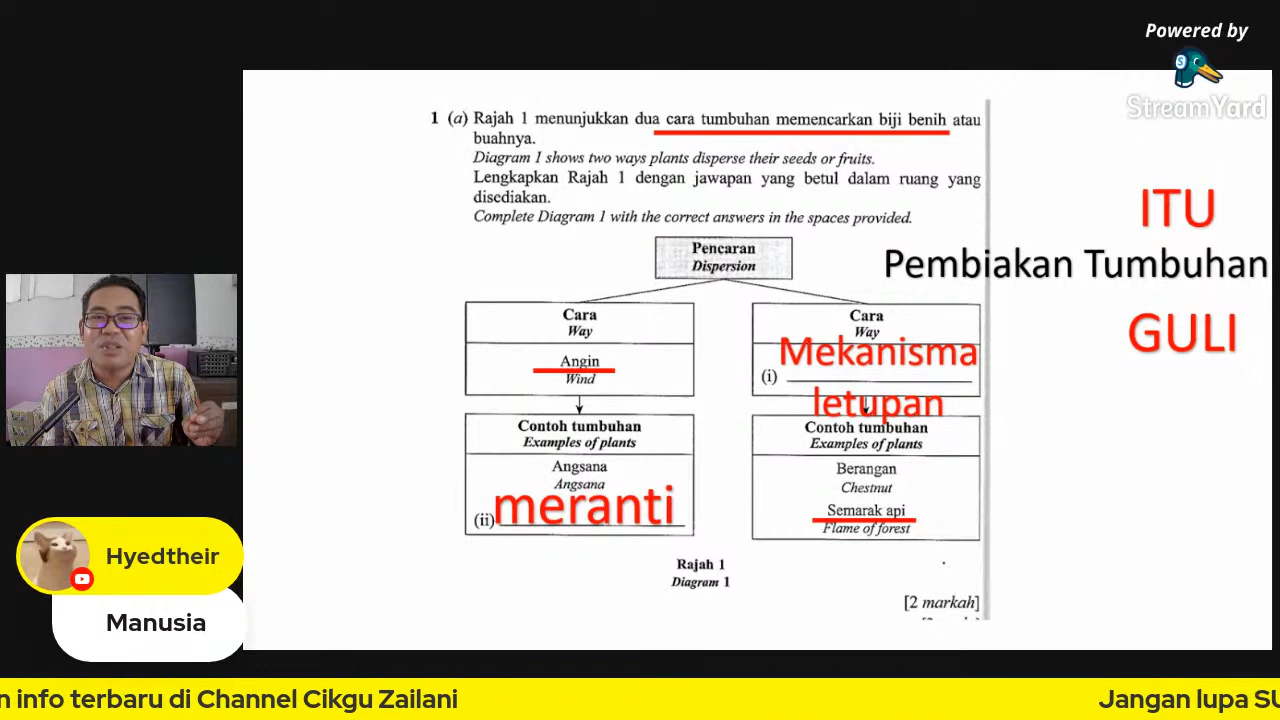 Powered by
StreamYard
1 (a) Rajah 1 menunjukkan dua cara tumbuhan memencarkan biji benih atau
buahnya.
Diagram 1 shows two ways plants disperse their seeds or fruits.
Lengkapkan Rajah 1 dengan jawapan yang betul dalam ruang yang
disediakan.
Complete Diagram 1 with the correct answers in the spaces provided.
ITU
Pembiakan Tumbuhan
GULI
Pencaran
Dispersion
Cara
Way
Angin
Wind
Contoh tumbuhan
Examples of plants
Angsana
Angsana
(ii) meranti
Cara
Way
Mekanisma
(i)
letupan
Contoh tumbuhan
Examples of plants
Berangan
Chestnut
Semarak api
Flame of forest
Rajah 1
Diagram 1
[2 markah]
Hyedtheir
Manusia
n info terbaru di Channel Cikgu Zailani
Jangan lupa SU